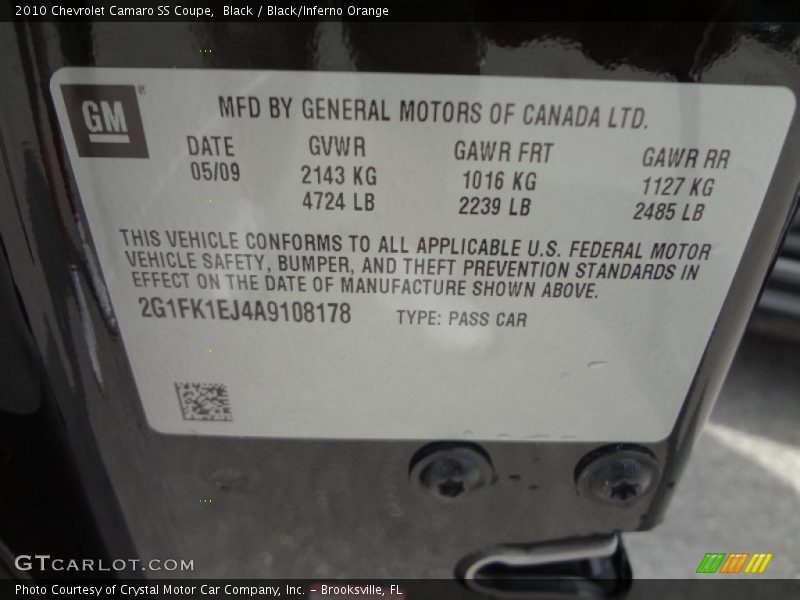 2010 Chevrolet Camaro SS Coupe, Black / Black/Inferno Orange
GM
MFD BY GENERAL MOTORS OF CANADA LTD.
DATE GVWR GAWR FRT GAWR RR
05/09 2143 KG 1016 KG 1127 KG
4724 LB 2239 LB 2485 LB
THIS VEHICLE CONFORMS TO ALL APPLICABLE U.S. FEDERAL MOTOR
VEHICLE SAFETY, BUMPER, AND THEFT PREVENTION STANDARDS IN
EFFECT ON THE DATE OF MANUFACTURE SHOWN ABOVE.
2G1FK1EJ4A9108178 TYPE: PASS CAR
GTCARLOT.COM
Photo Courtesy of Crystal Motor Car Company, Inc. - Brooksville, FL